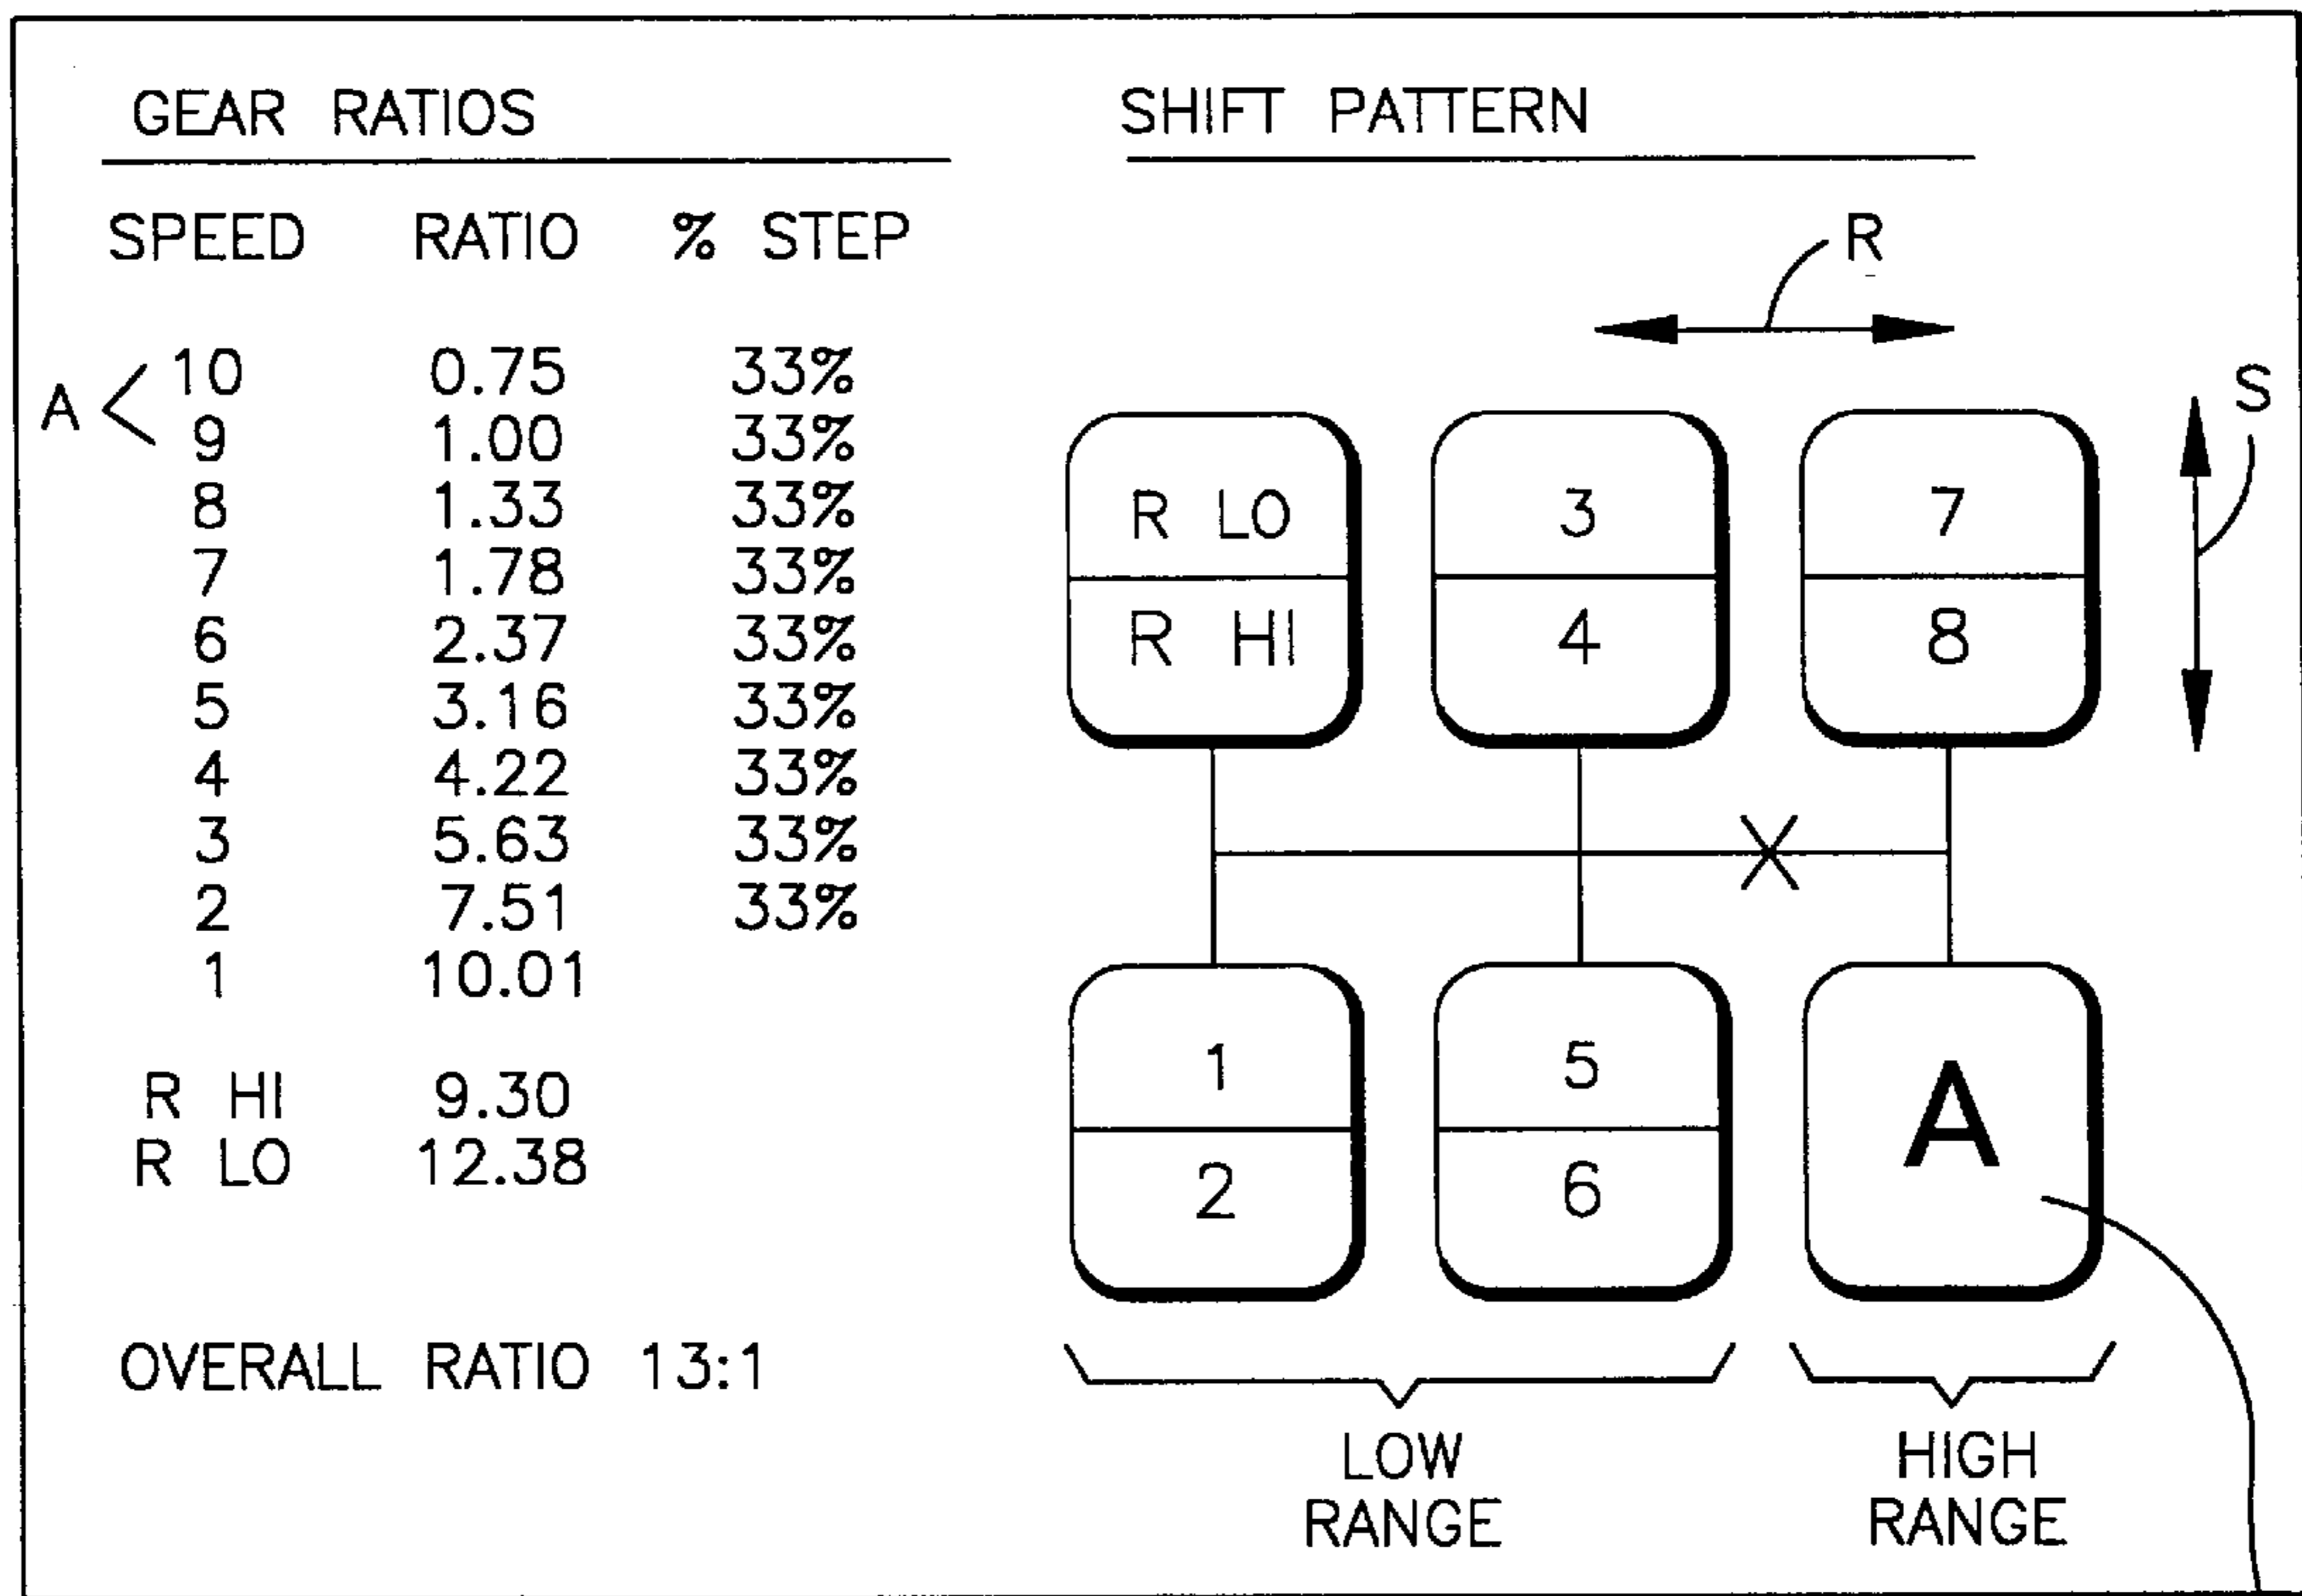 GEAR RATIOS
SPEED RATIO % STEP
A
10 0.75 33%
9 1.00 33%
8 1.33 33%
7 1.78 33%
6 2.37 33%
5 3.16 33%
4 4.22 33%
3 5.63 33%
2 7.51 33%
1 10.01
R HI 9.30
R LO 12.38
OVERALL RATIO 13:1
SHIFT PATTERN
R
S
R LO 3 7
R HI 4 8
X
1 5 A
2 6
LOW HIGH
RANGE RANGE